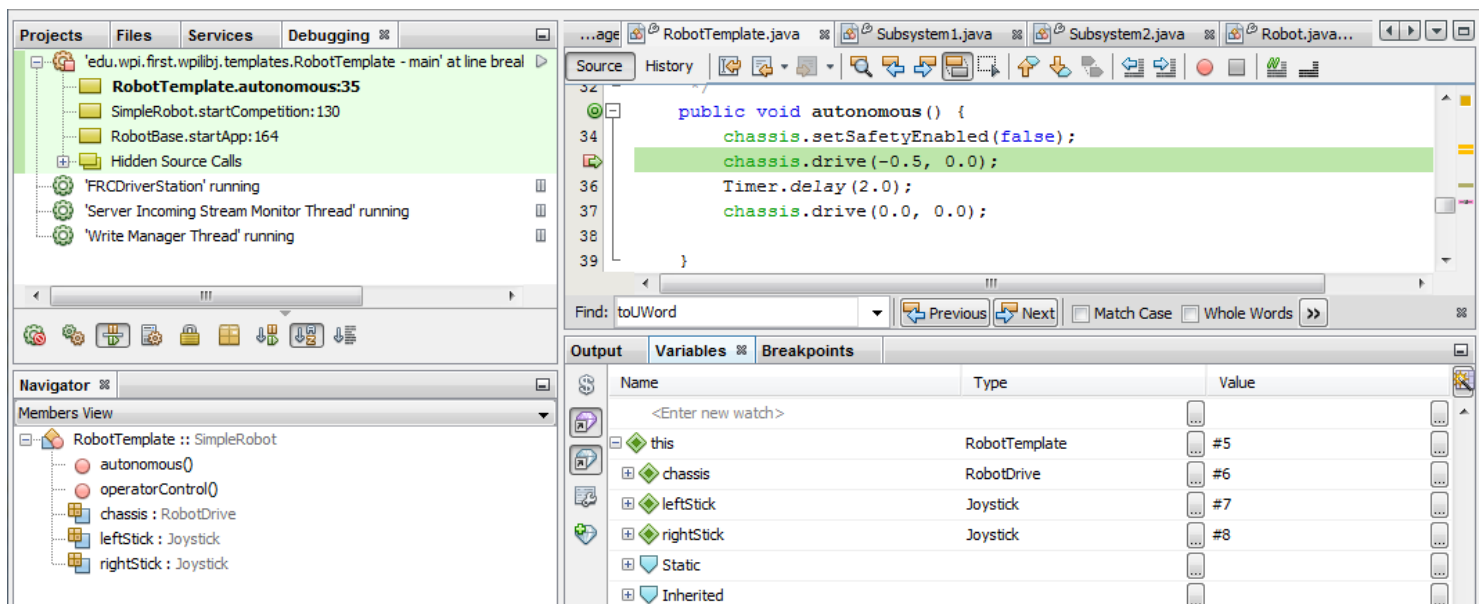 Projects Files Services Debugging
'edu.wpi.first.wpilibj.templates.RobotTemplate - main' at line breal
RobotTemplate.autonomous:35
SimpleRobot.startCompetition:130
RobotBase.startApp:164
Hidden Source Calls
'FRCDriverStation' running
'Server Incoming Stream Monitor Thread' running
'Write Manager Thread' running
Navigator
Members View
RobotTemplate :: SimpleRobot
autonomous()
operatorControl()
chassis : RobotDrive
leftStick : Joystick
rightStick : Joystick
...age RobotTemplate.java Subsystem1.java Subsystem2.java Robot.java...
Source History
32 */
public void autonomous() {
34 chassis.setSafetyEnabled(false);
chassis.drive(-0.5, 0.0);
36 Timer.delay(2.0);
37 chassis.drive(0.0, 0.0);
38
39 }
Find: toUWord Previous Next Match Case Whole Words
Output Variables Breakpoints
Name Type Value
<Enter new watch>
this RobotTemplate #5
chassis RobotDrive #6
leftStick Joystick #7
rightStick Joystick #8
Static
Inherited